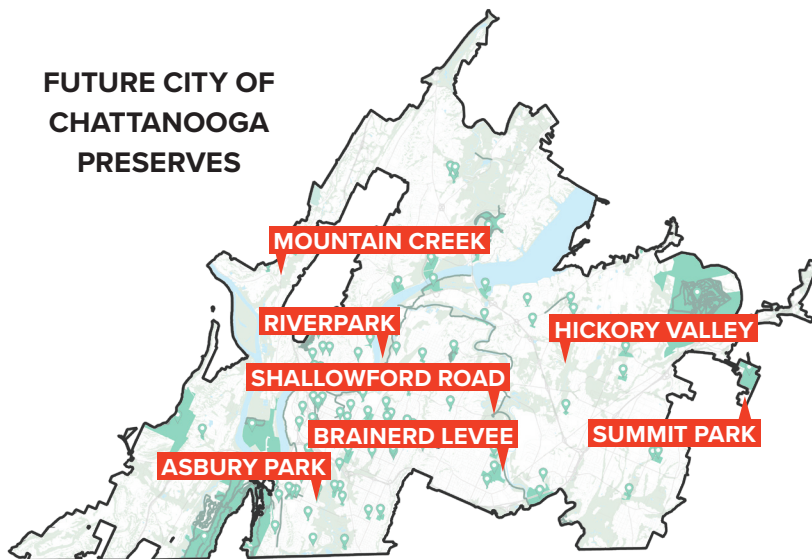 FUTURE CITY OF
CHATTANOOGA
PRESERVES
MOUNTAIN CREEK
RIVERPARK
HICKORY VALLEY
SHALLOWFORD ROAD
BRAINERD LEVEE
SUMMIT PARK
ASBURY PARK